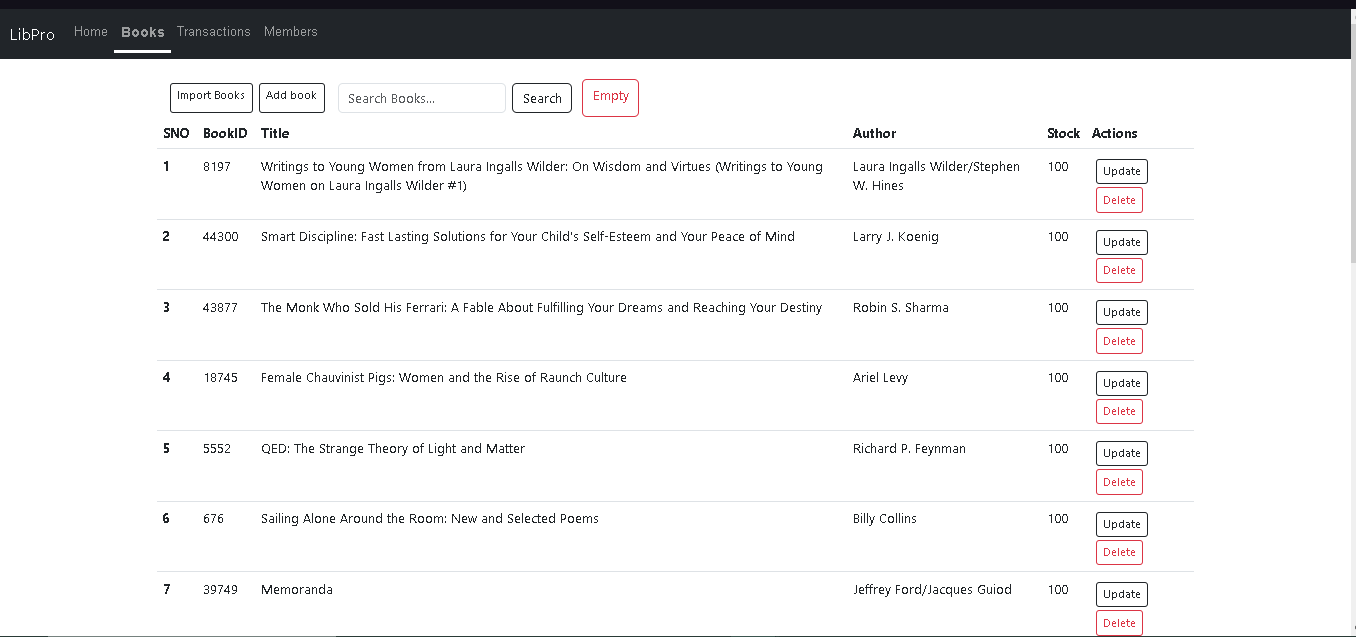 LibPro Home Books Transactions Members
Import Books Add book Search Books... Search Empty
SNO BookID Title Author Stock Actions
1 8197 Writings to Young Women from Laura Ingalls Wilder: On Wisdom and Virtues (Writings to Young Laura Ingalls Wilder/Stephen 100 Update
Women on Laura Ingalls Wilder #1) W. Hines
Delete
2 44300 Smart Discipline: Fast Lasting Solutions for Your Child's Self-Esteem and Your Peace of Mind Larry J. Koenig 100 Update
Delete
3 43877 The Monk Who Sold His Ferrari: A Fable About Fulfilling Your Dreams and Reaching Your Destiny Robin S. Sharma 100 Update
Delete
4 18745 Female Chauvinist Pigs: Women and the Rise of Raunch Culture Ariel Levy 100 Update
Delete
5 5552 QED: The Strange Theory of Light and Matter Richard P. Feynman 100 Update
Delete
6 676 Sailing Alone Around the Room: New and Selected Poems Billy Collins 100 Update
Delete
7 39749 Memoranda Jeffrey Ford/Jacques Guiod 100 Update
Delete